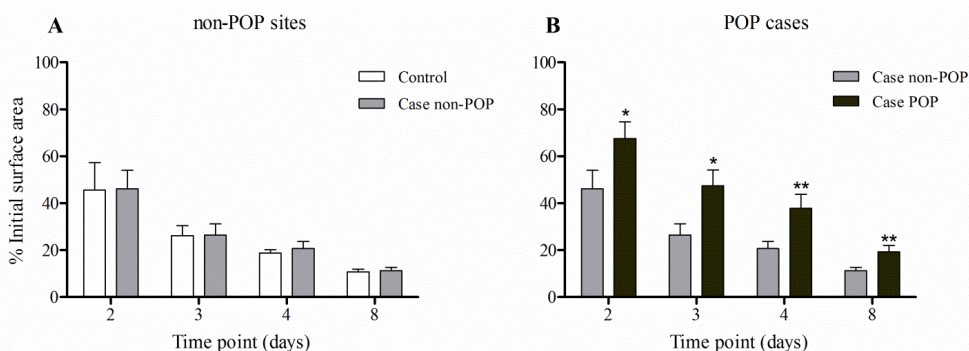 A
non-POP sites
% Initial surface area
100
80
60
40
20
0
Control
Case non-POP
2
3
4
8
Time point (days)
B
POP cases
100
80
60
40
20
0
Case non-POP
Case POP
*
*
**
**
2
3
4
8
Time point (days)